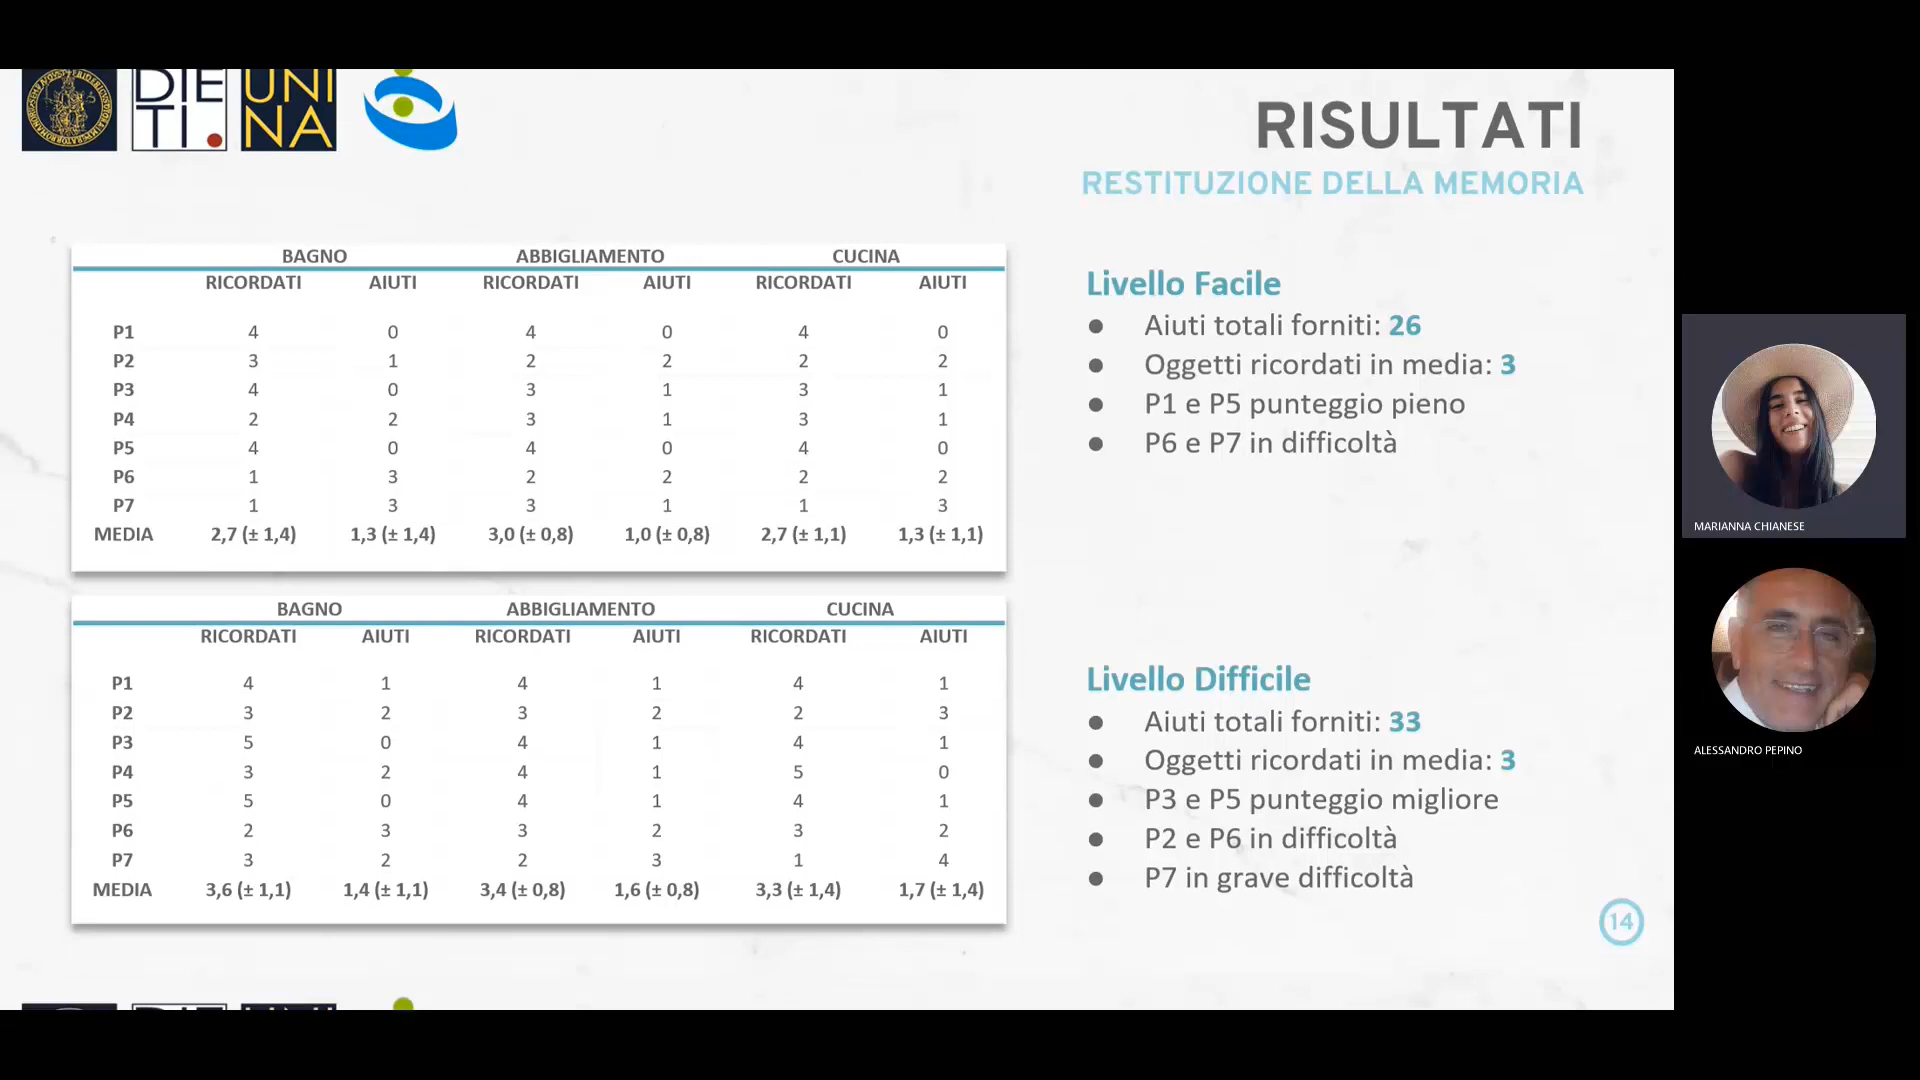 DIE
TI.
UNI
NA
RISULTATI
RESTITUZIONE DELLA MEMORIA
BAGNO ABBIGLIAMENTO CUCINA
RICORDATI AIUTI RICORDATI AIUTI RICORDATI AIUTI
P1 4 0 4 0 4 0
P2 3 1 2 2 2 2
P3 4 0 3 1 3 1
P4 2 2 3 1 3 1
P5 4 0 4 0 4 0
P6 1 3 2 2 2 2
P7 1 3 3 1 1 3
MEDIA 2,7 (± 1,4) 1,3 (± 1,4) 3,0 (± 0,8) 1,0 (± 0,8) 2,7 (± 1,1) 1,3 (± 1,1)
Livello Facile
● Aiuti totali forniti: 26
● Oggetti ricordati in media: 3
● P1 e P5 punteggio pieno
● P6 e P7 in difficoltà
BAGNO ABBIGLIAMENTO CUCINA
RICORDATI AIUTI RICORDATI AIUTI RICORDATI AIUTI
P1 4 1 4 1 4 1
P2 3 2 3 2 2 3
P3 5 0 4 1 4 1
P4 3 2 4 1 5 0
P5 5 0 4 1 4 1
P6 2 3 3 2 3 2
P7 3 2 2 3 1 4
MEDIA 3,6 (± 1,1) 1,4 (± 1,1) 3,4 (± 0,8) 1,6 (± 0,8) 3,3 (± 1,4) 1,7 (± 1,4)
Livello Difficile
● Aiuti totali forniti: 33
● Oggetti ricordati in media: 3
● P3 e P5 punteggio migliore
● P2 e P6 in difficoltà
● P7 in grave difficoltà
14
MARIANNA CHIANESE
ALESSANDRO PEPINO